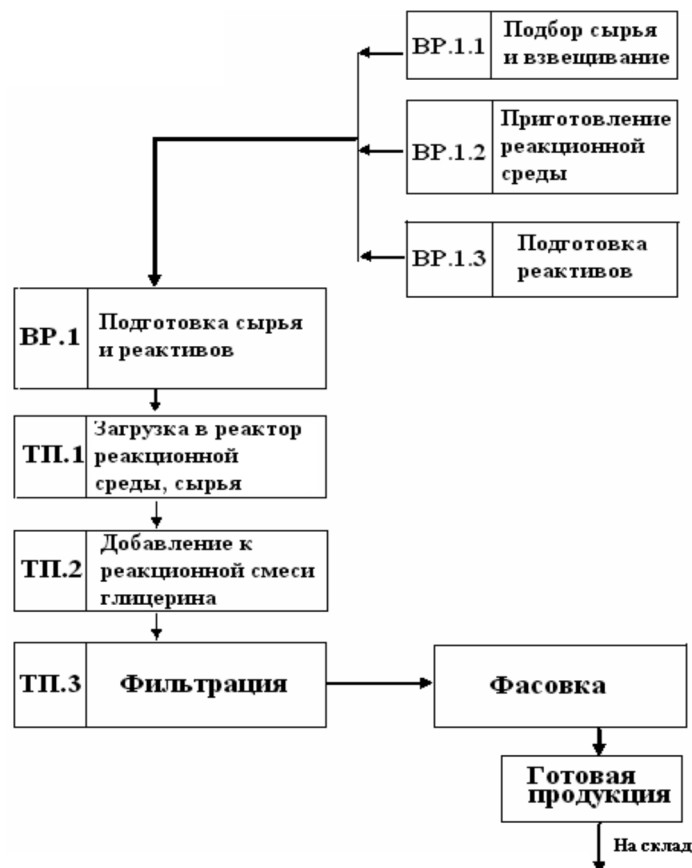 ВР.1.1
Подбор сырья
и взвещивание
ВР.1.2
Приготовление
реакционной
среды
ВР.1.3
Подготовка
реактивов
ВР.1
Подготовка сырья
и реактивов
ТП.1
Загрузка в реактор
реакционной
среды, сырья
ТП.2
Добавление к
реакционной смеси
глицерина
ТП.3
Фильтрация
Фасовка
Готовая
продукция
На склад